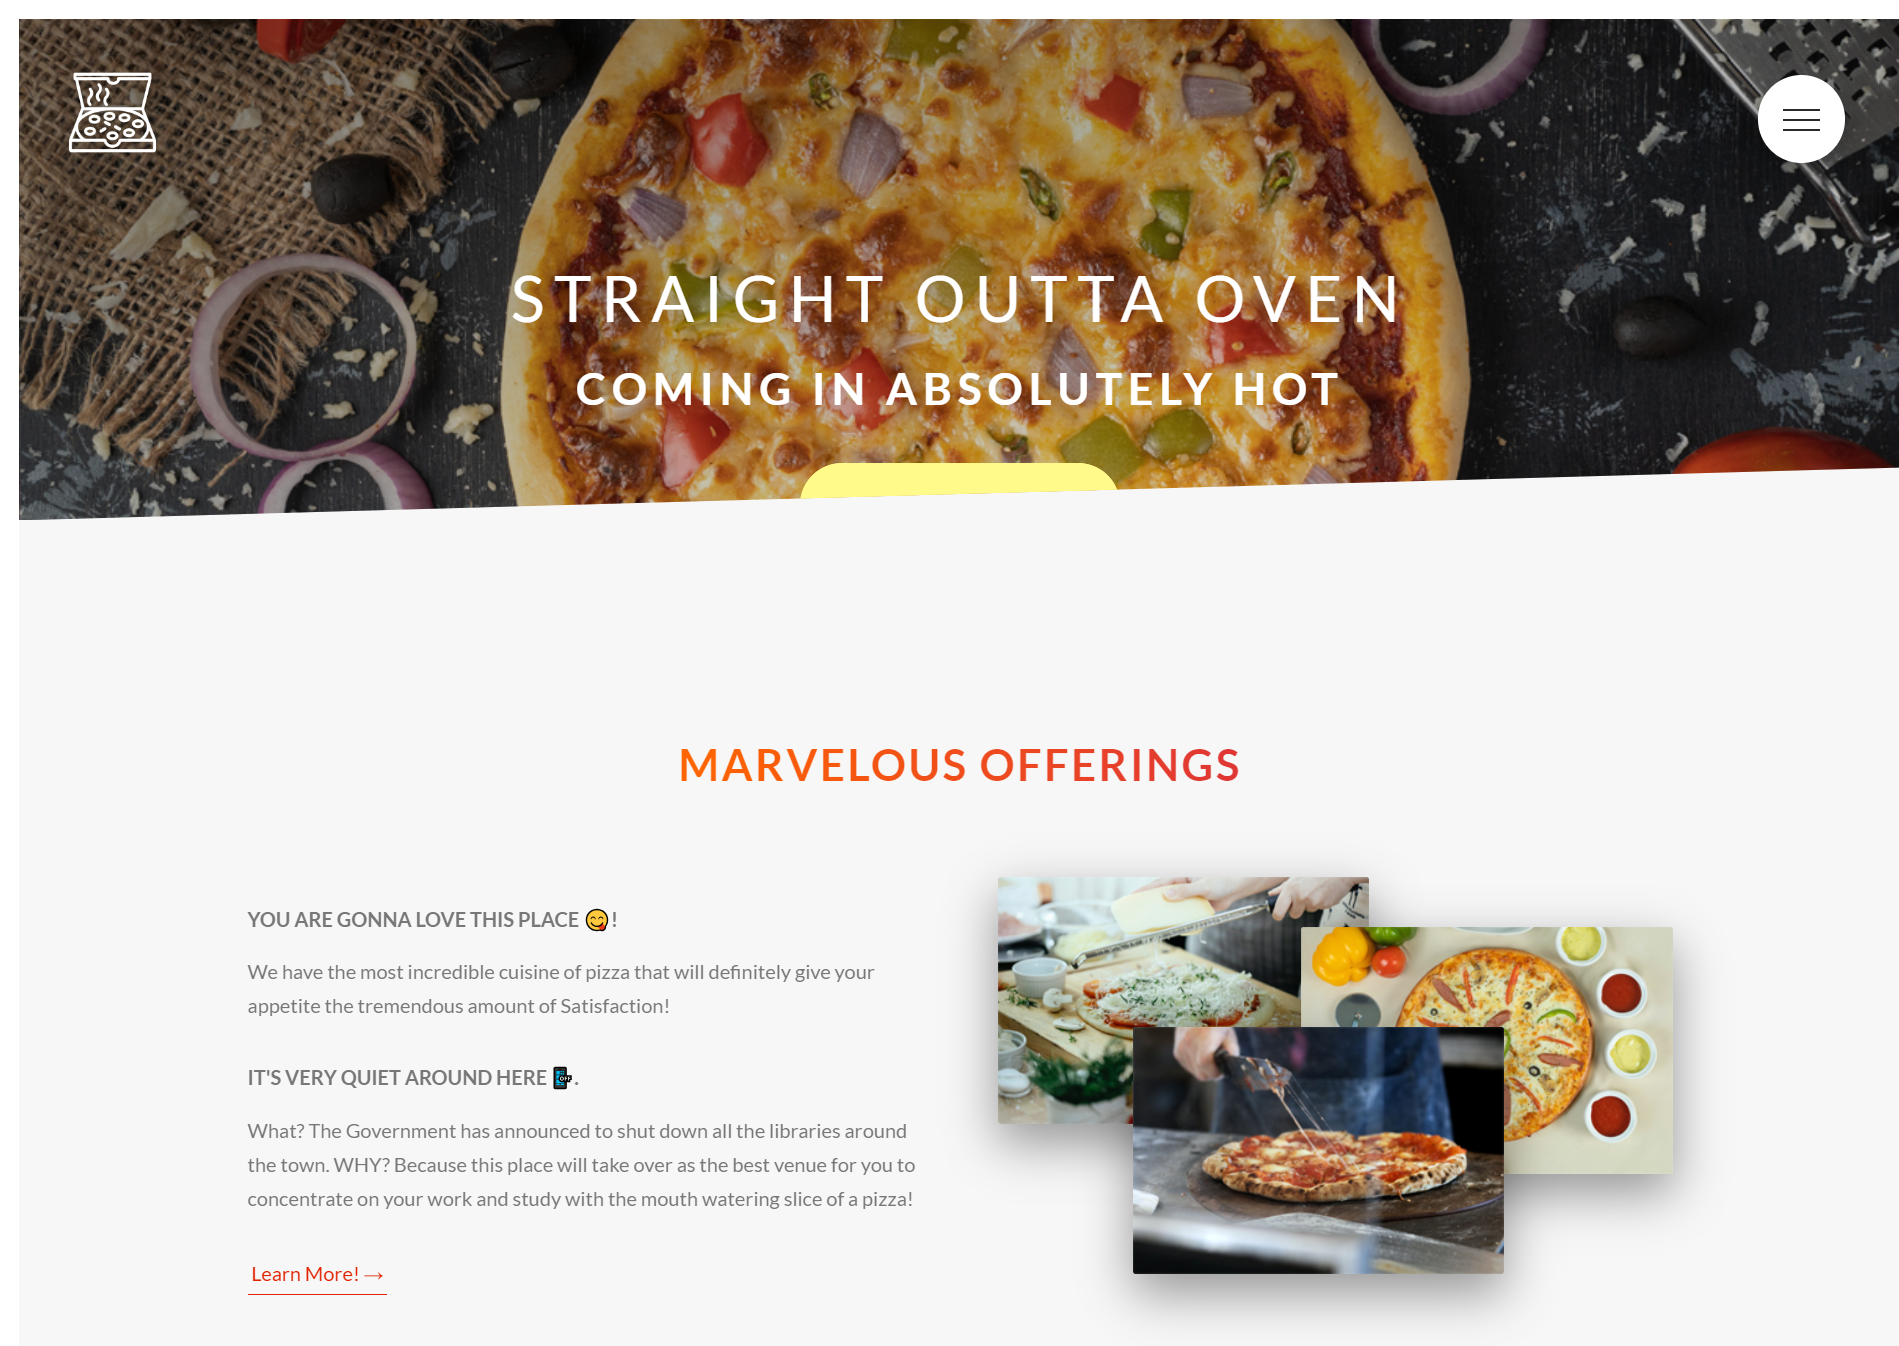 STRAIGHT OUTTA OVEN
COMING IN ABSOLUTELY HOT
MARVELOUS OFFERINGS
YOU ARE GONNA LOVE THIS PLACE 😋!
We have the most incredible cuisine of pizza that will definitely give your
appetite the tremendous amount of Satisfaction!
IT'S VERY QUIET AROUND HERE 📴.
What? The Government has announced to shut down all the libraries around
the town. WHY? Because this place will take over as the best venue for you to
concentrate on your work and study with the mouth watering slice of a pizza!
Learn More! →